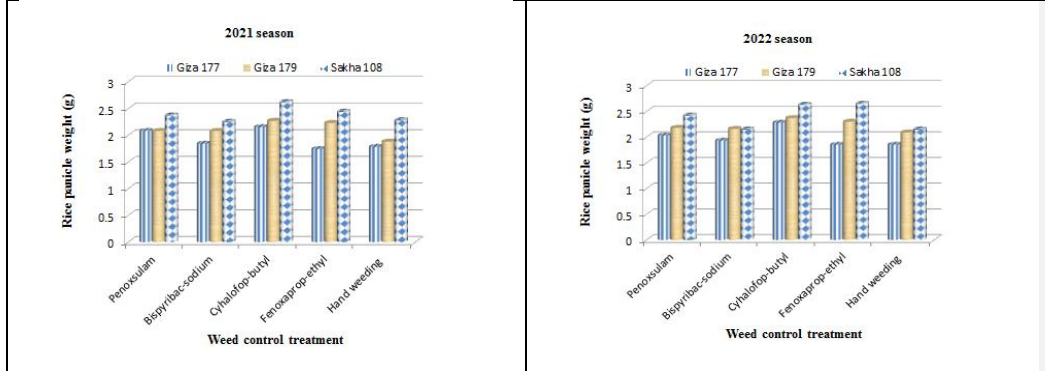 2021 season
Giza 177 Giza 179 Sakha 108
Rice panicle weight (g)
3
2.5
2
1.5
1
0.5
0
Penoxsulam
Bispyribac-sodium
Cyhalofop-butyl
Fenoxaprop-ethyl
Hand weeding
Weed control treatment
2022 season
Giza 177 Giza 179 Sakha 108
Rice panicle weight (g)
3
2.5
2
1.5
1
0.5
0
Penoxsulam
Bispyribac-sodium
Cyhalofop-butyl
Fenoxaprop-ethyl
Hand weeding
Weed control treatment